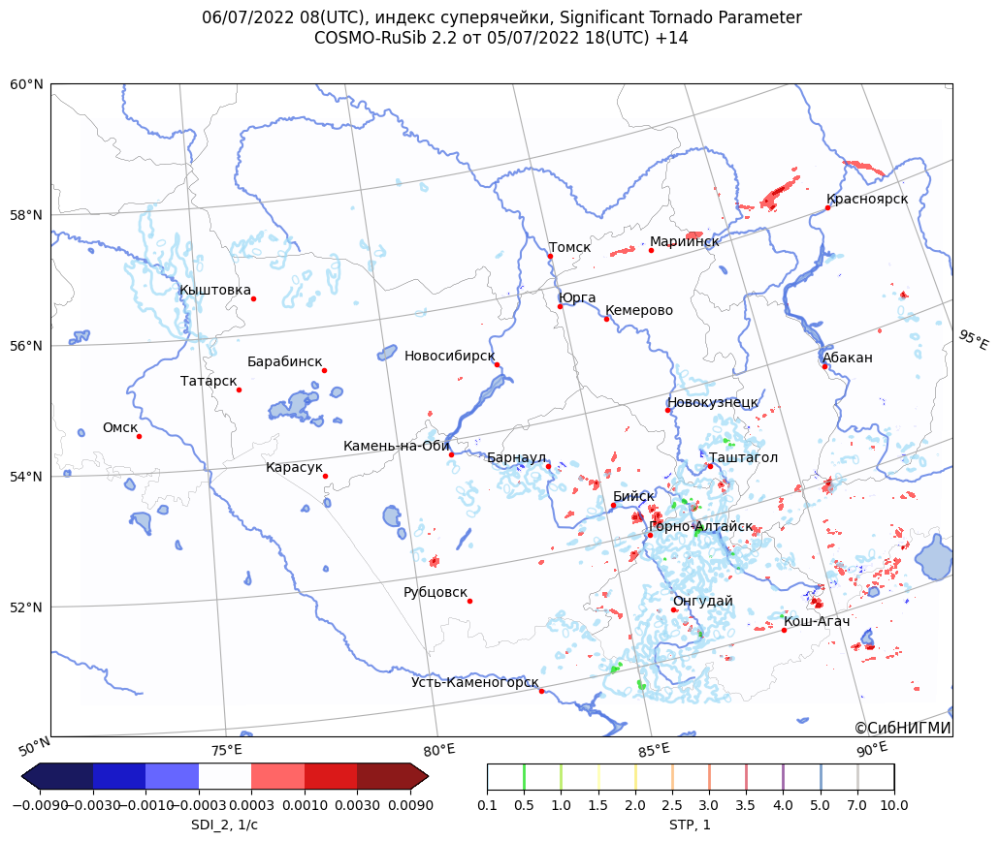 06/07/2022 08(UTC), индекс суперячейки, Significant Tornado Parameter
COSMO-RuSib 2.2 от 05/07/2022 18(UTC) +14
60°N
58°N
Красноярск
Томск
Мариинск
Кыштовка
Юрга
Кемерово
95°E
56°N
Новосибирск
Барабинск
Абакан
Татарск
Новокузнецк
Омск
Камень-на-Оби
Барнаул
Таштагол
54°N
Карасук
Бийск
Горно-Алтайск
Рубцовск
52°N
Онгудай
Кош-Агач
Усть-Каменогорск
©СибНИГМИ
50°N
75°E
80°E
85°E
90°E
−0.0090 −0.0030 −0.0010 −0.0003 0.0003 0.0010 0.0030 0.0090
SDI_2, 1/c
0.1 0.5 1.0 1.5 2.0 2.5 3.0 3.5 4.0 5.0 7.0 10.0
STP, 1